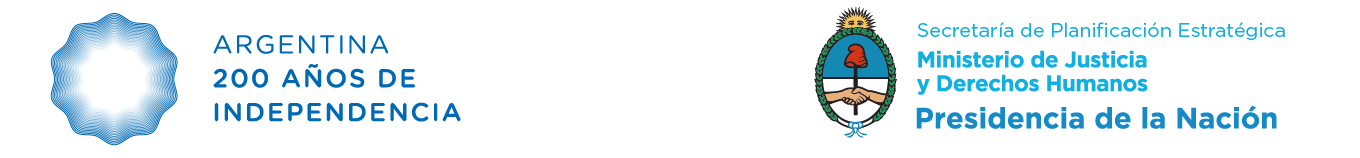 ARGENTINA
200 AÑOS DE
INDEPENDENCIA
Secretaría de Planificación Estratégica
Ministerio de Justicia
y Derechos Humanos
Presidencia de la Nación